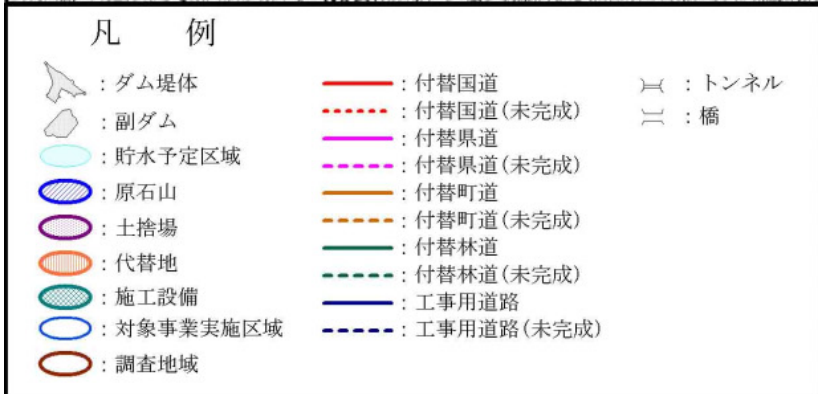 凡 例
：ダム堤体
：副ダム
：貯水予定区域
：原石山
：土捨場
：代替地
：施工設備
：対象事業実施区域
：調査地域
：付替国道
：付替国道(未完成)
：付替県道
：付替県道(未完成)
：付替町道
：付替町道(未完成)
：付替林道
：付替林道(未完成)
：工事用道路
：工事用道路(未完成)
：トンネル
：橋